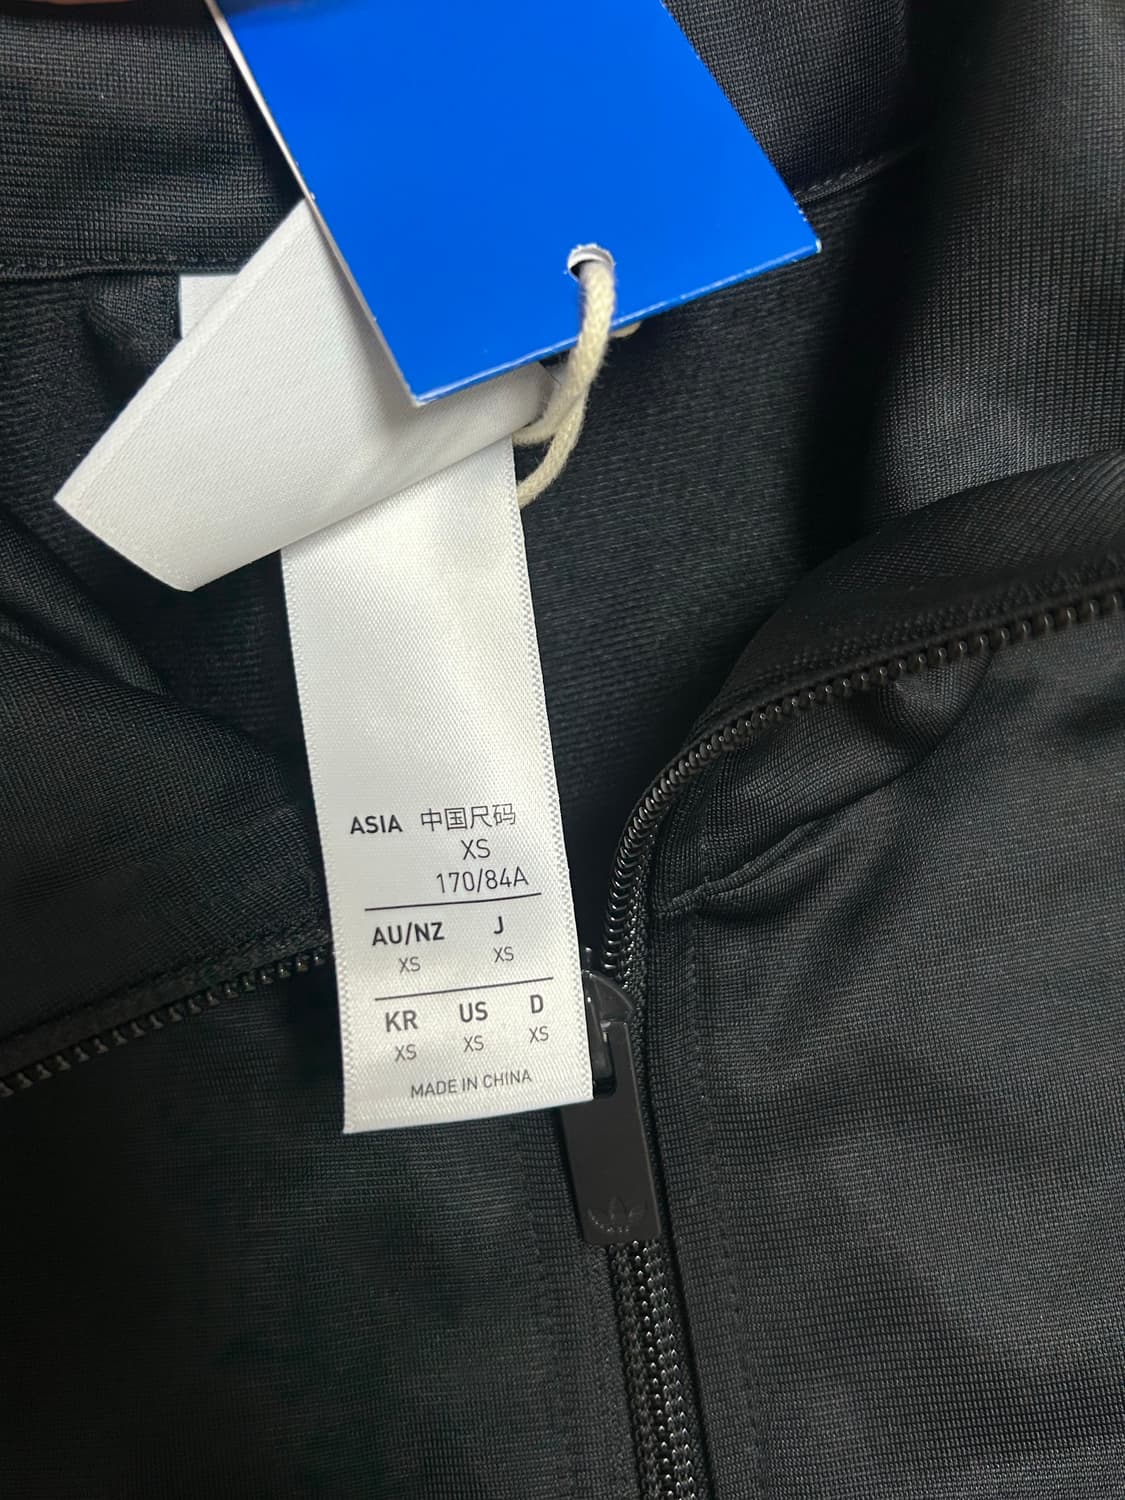 ASIA 中国尺码
XS
170/84A
AU/NZ J
XS XS
KR US D
XS XS XS
MADE IN CHINA